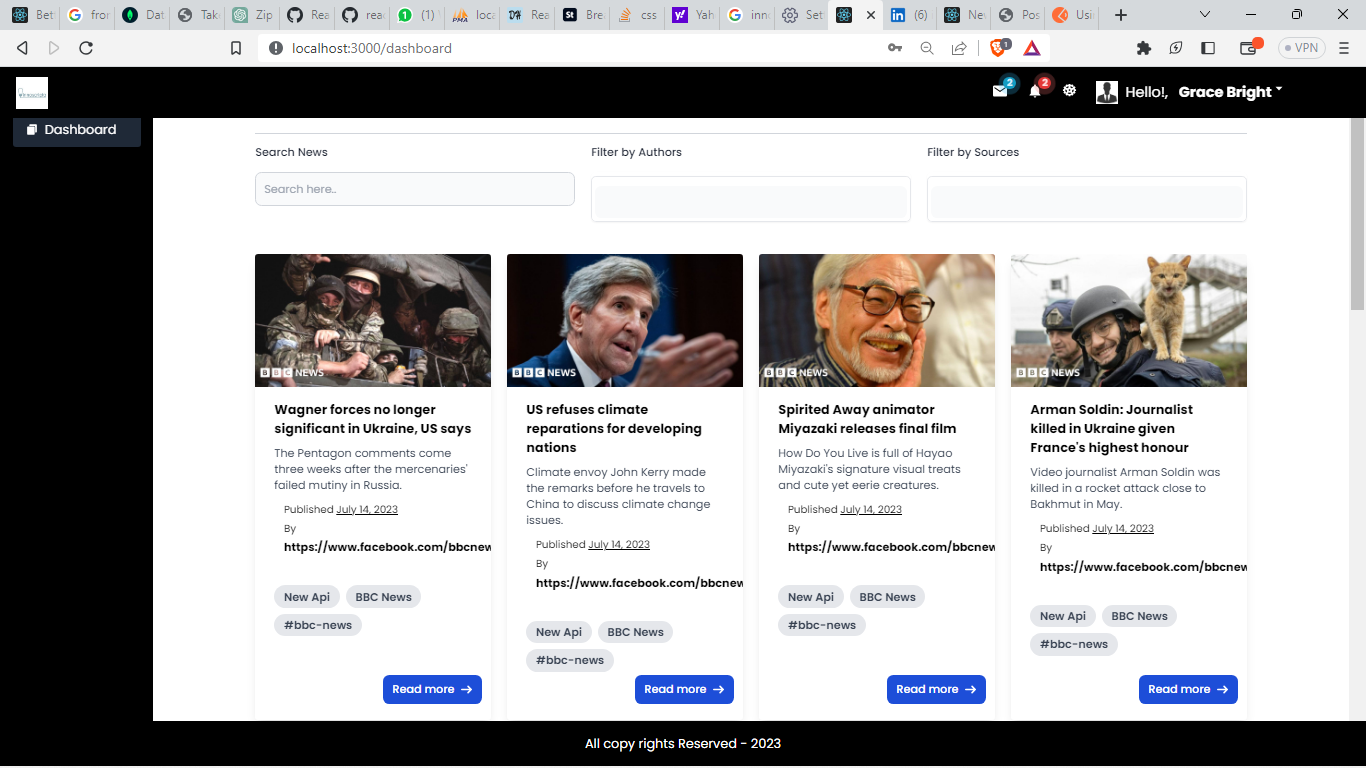 Bet
fror
Dat
Take
Zip
Rea
reac
(1)
loca
Rea
Bre
css
Yah
inn
Set
(6)
Nev
Pos
Usi
localhost:3000/dashboard
1
VPN
2
2
Hello!, Grace Bright
Dashboard
Search News
Filter by Authors
Filter by Sources
Search here..
BBC NEWS
Wagner forces no longer
significant in Ukraine, US says
The Pentagon comments come
three weeks after the mercenaries'
failed mutiny in Russia.
Published July 14, 2023
By
https://www.facebook.com/bbcnew
New Api
BBC News
#bbc-news
Read more →
BBC NEWS
US refuses climate
reparations for developing
nations
Climate envoy John Kerry made
the remarks before he travels to
China to discuss climate change
issues.
Published July 14, 2023
By
https://www.facebook.com/bbcnew
New Api
BBC News
#bbc-news
Read more →
BBC NEWS
Spirited Away animator
Miyazaki releases final film
How Do You Live is full of Hayao
Miyazaki's signature visual treats
and cute yet eerie creatures.
Published July 14, 2023
By
https://www.facebook.com/bbcnew
New Api
BBC News
#bbc-news
Read more →
BBC NEWS
Arman Soldin: Journalist
killed in Ukraine given
France's highest honour
Video journalist Arman Soldin was
killed in a rocket attack close to
Bakhmut in May.
Published July 14, 2023
By
https://www.facebook.com/bbcnew
New Api
BBC News
#bbc-news
Read more →
All copy rights Reserved - 2023